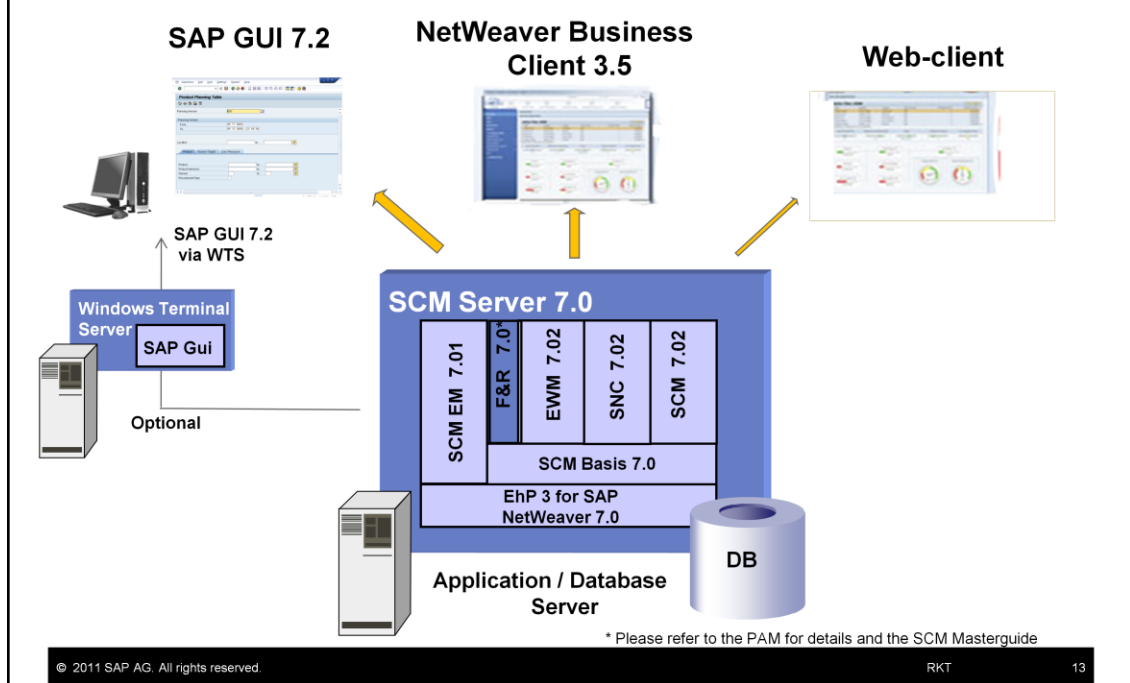 SAP GUI 7.2
NetWeaver Business
Client 3.5
Web-client
Product Planning Table
SAP GUI 7.2
via WTS
Windows Terminal
Server
SAP Gui
Optional
SCM Server 7.0
SCM EM 7.01
F&R 7.0*
EWM 7.02
SNC 7.02
SCM 7.02
SCM Basis 7.0
EhP 3 for SAP
NetWeaver 7.0
DB
Application / Database
Server
* Please refer to the PAM for details and the SCM Masterguide
© 2011 SAP AG. All rights reserved.
RKT
13